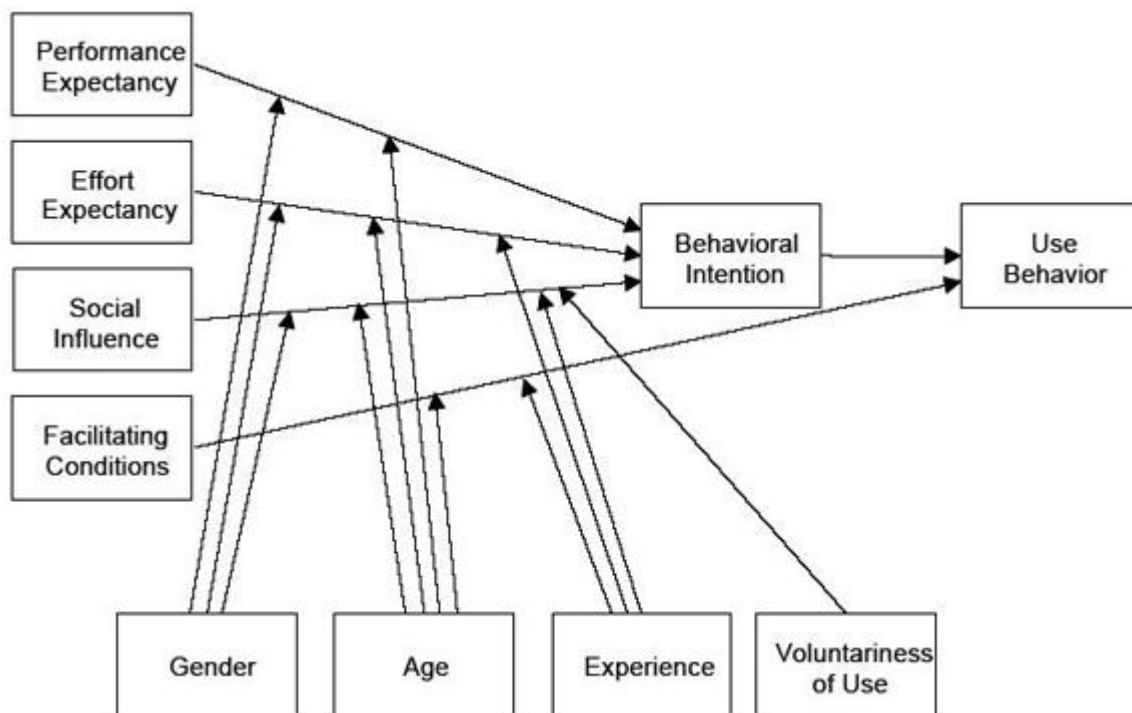 Performance
Expectancy
Effort
Expectancy
Social
Influence
Facilitating
Conditions
Behavioral
Intention
Use
Behavior
Gender
Age
Experience
Voluntariness
of Use